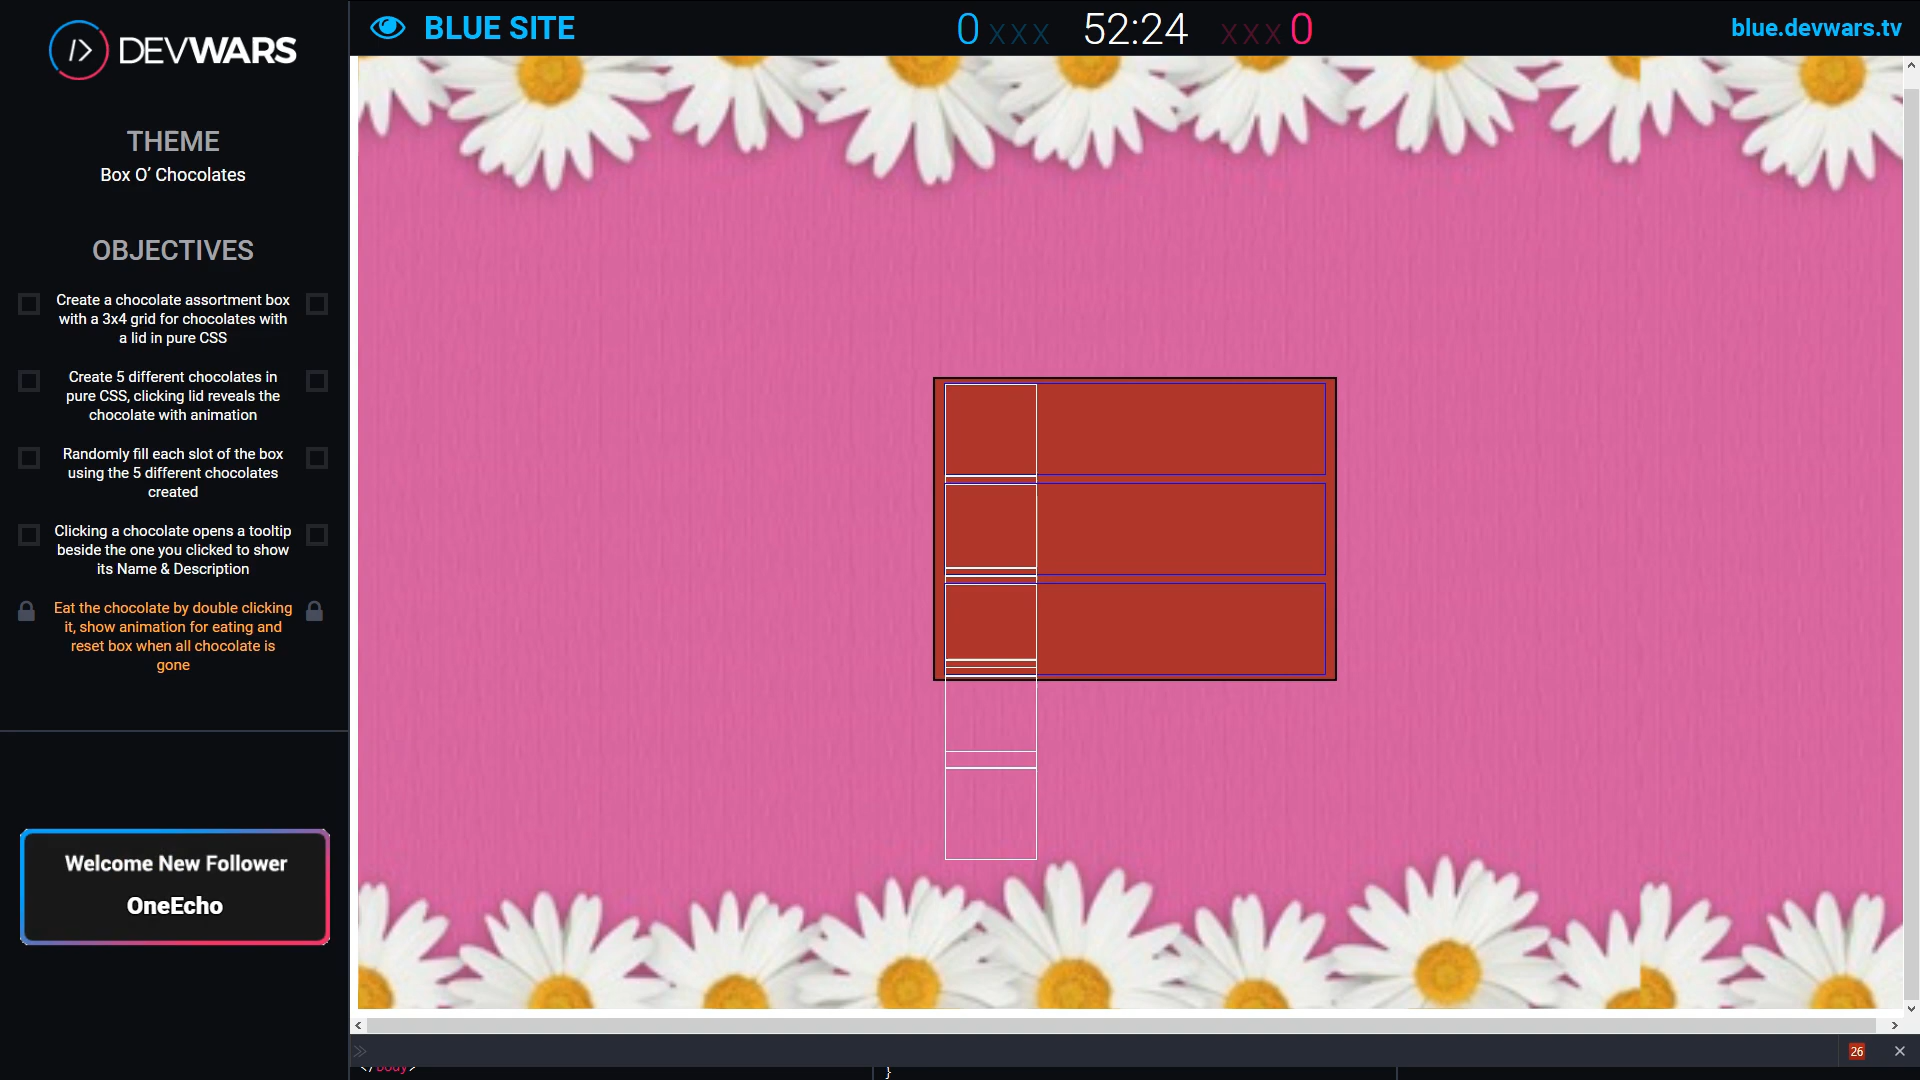 DEVWARS
BLUE SITE
0 xxx 52:24 xxx 0
blue.devwars.tv
THEME
Box O’ Chocolates
OBJECTIVES
Create a chocolate assortment box
with a 3x4 grid for chocolates with
a lid in pure CSS
Create 5 different chocolates in
pure CSS, clicking lid reveals the
chocolate with animation
Randomly fill each slot of the box
using the 5 different chocolates
created
Clicking a chocolate opens a tooltip
beside the one you clicked to show
its Name & Description
Eat the chocolate by double clicking
it, show animation for eating and
reset box when all chocolate is
gone
Welcome New Follower
OneEcho
26
</body>
}